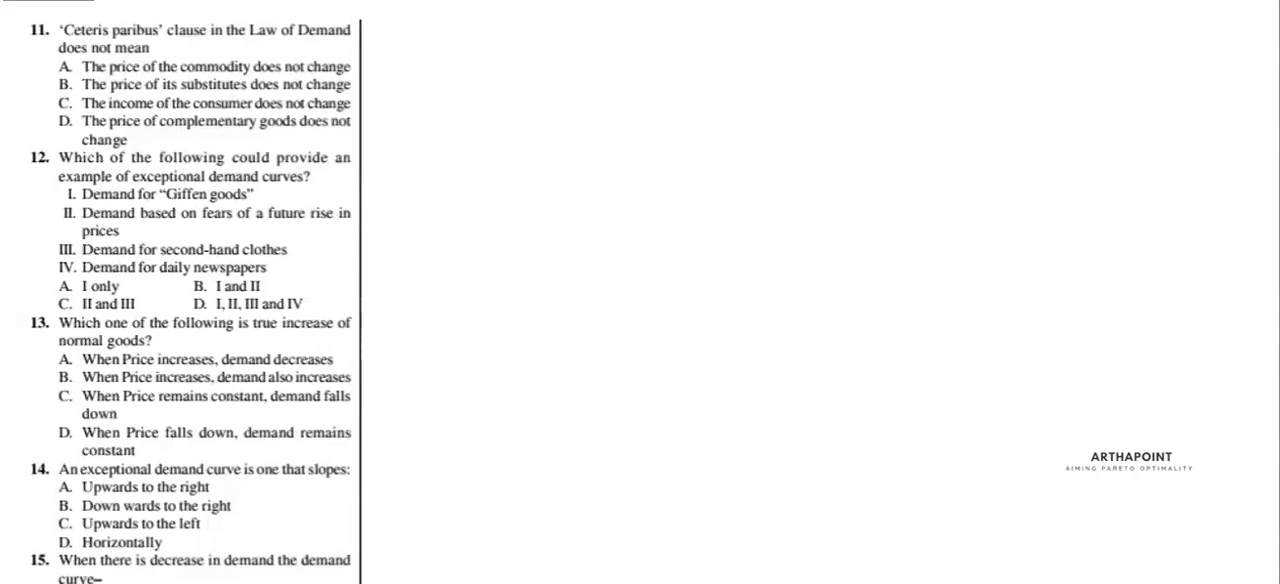 11. ‘Ceteris paribus’ clause in the Law of Demand
does not mean
A. The price of the commodity does not change
B. The price of its substitutes does not change
C. The income of the consumer does not change
D. The price of complementary goods does not
change
12. Which of the following could provide an
example of exceptional demand curves?
I. Demand for “Giffen goods”
II. Demand based on fears of a future rise in
prices
III. Demand for second-hand clothes
IV. Demand for daily newspapers
A. I only B. I and II
C. II and III D. I, II, III and IV
13. Which one of the following is true increase of
normal goods?
A. When Price increases, demand decreases
B. When Price increases, demand also increases
C. When Price remains constant, demand falls
down
D. When Price falls down, demand remains
constant
14. An exceptional demand curve is one that slopes:
A. Upwards to the right
B. Down wards to the right
C. Upwards to the left
D. Horizontally
15. When there is decrease in demand the demand
curve–
ARTHAPOINT
AIMING PARETO OPTIMALITY